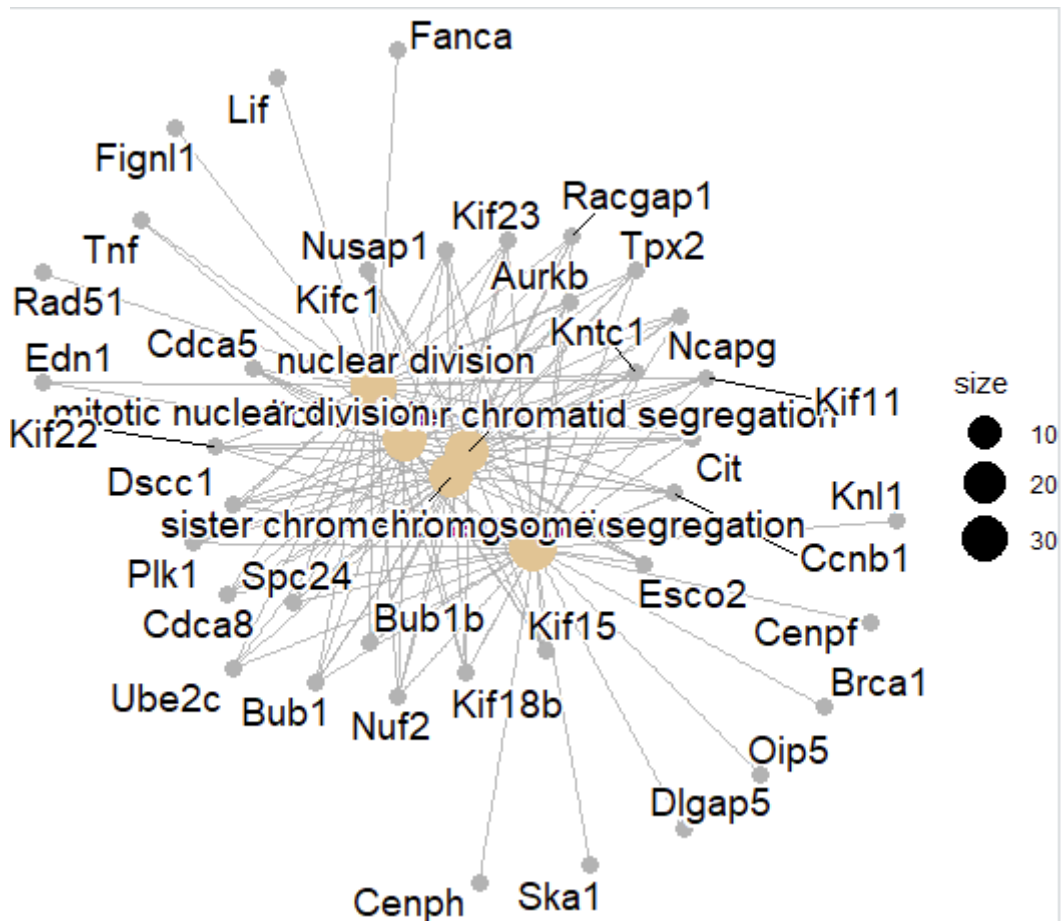 Fanca
Lif
Fignl1
Racgap1
Kif23
Tnf
Nusap1
Tpx2
Aurkb
Rad51
Kifc1
Kntc1
Cdca5
Ncapg
Edn1
nuclear division
size
Kif11
mitotic nuclear division
chromatid segregation
10
Kif22
Cit
Dscc1
20
Knl1
sister
chromosome
segregation
30
Ccnb1
Plk1
Spc24
Esco2
Cdca8
Bub1b
Kif15
Cenpf
Ube2c
Bub1
Nuf2
Kif18b
Brca1
Oip5
Dlgap5
Cenph
Ska1